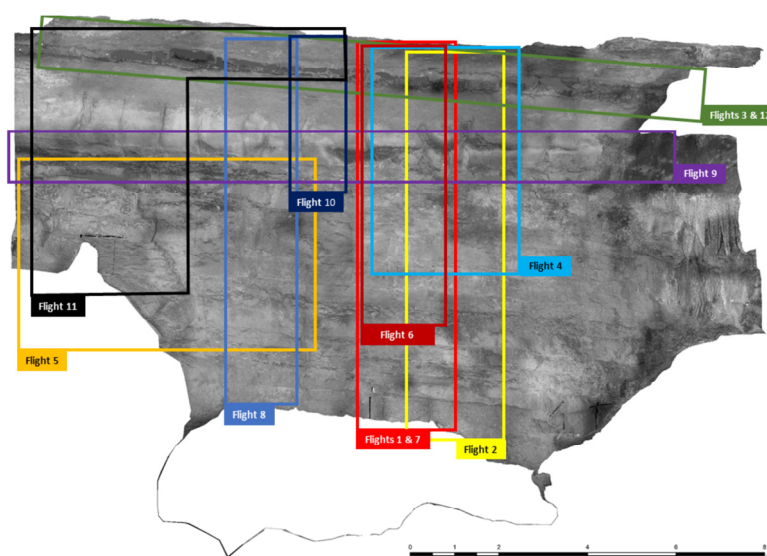 Flights 3 & 12
Flight 9
Flight 10
Flight 4
Flight 11
Flight 6
Flight 5
Flight 8
Flights 1 & 7
Flight 2
0 1 2 4 6 8